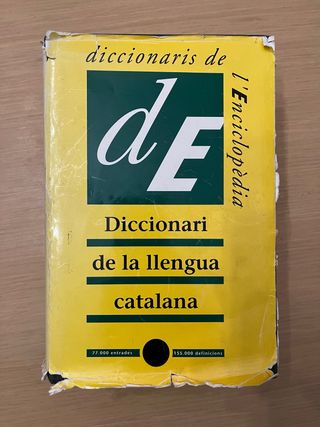 diccionaris de
l'Enciclopèdia
dE
Diccionari
de la llengua
catalana
77.000 entrades
155.000 definicions